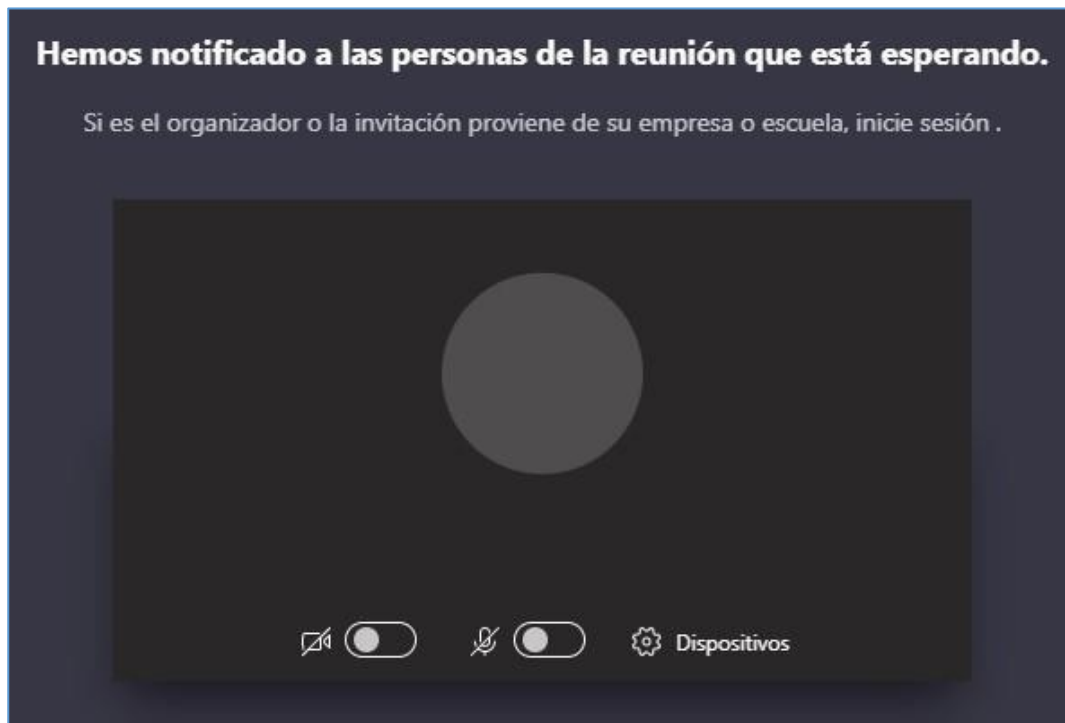 Hemos notificado a las personas de la reunión que está esperando.
Si es el organizador o la invitación proviene de su empresa o escuela, inicie sesión .
Dispositivos